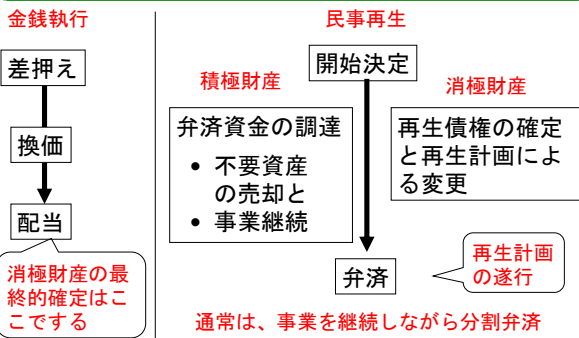 金銭執行
差押え
換価
配当
消極財産の最
終的確定はこ
こでする
民事再生
開始決定
積極財産
消極財産
弁済資金の調達
• 不要資産
の売却と
• 事業継続
再生債権の確定
と再生計画によ
る変更
弁済
再生計画
の遂行
通常は、事業を継続しながら分割弁済